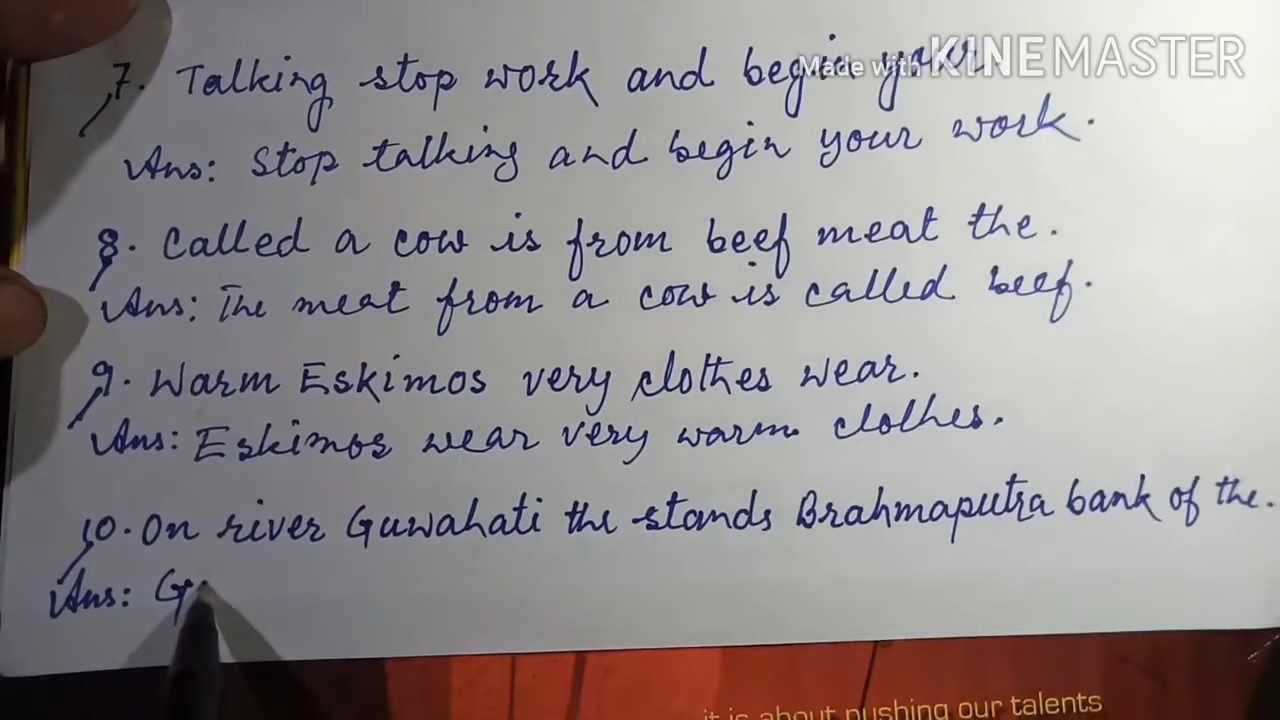 Made with KINEMASTER
7. Talking stop work and begin your
Ans: Stop talking and begin your work.
8. Called a cow is from beef meat the.
Ans: The meat from a cow is called beef.
9. Warm Eskimos very clothes wear.
Ans: Eskimos wear very warm clothes.
10. On river Guwahati the stands Brahmaputra bank of the.
Ans: G
it is about pushing our talents